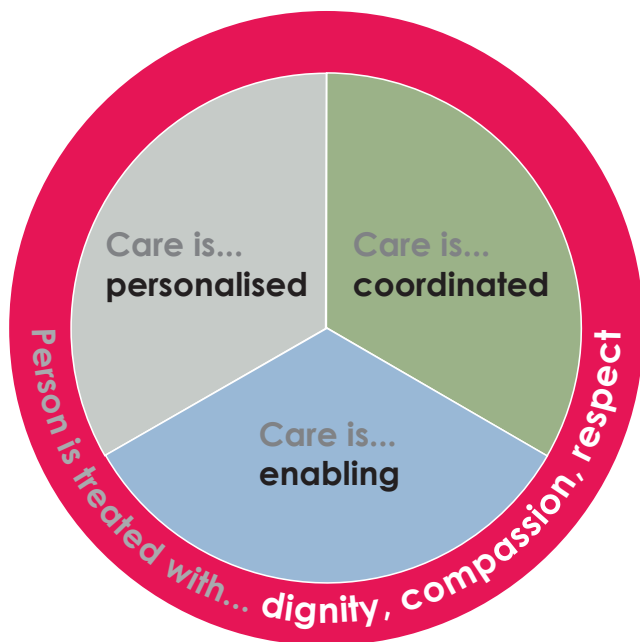 Care is...
personalised
Care is...
coordinated
Care is...
enabling
Person is treated with... dignity, compassion, respect